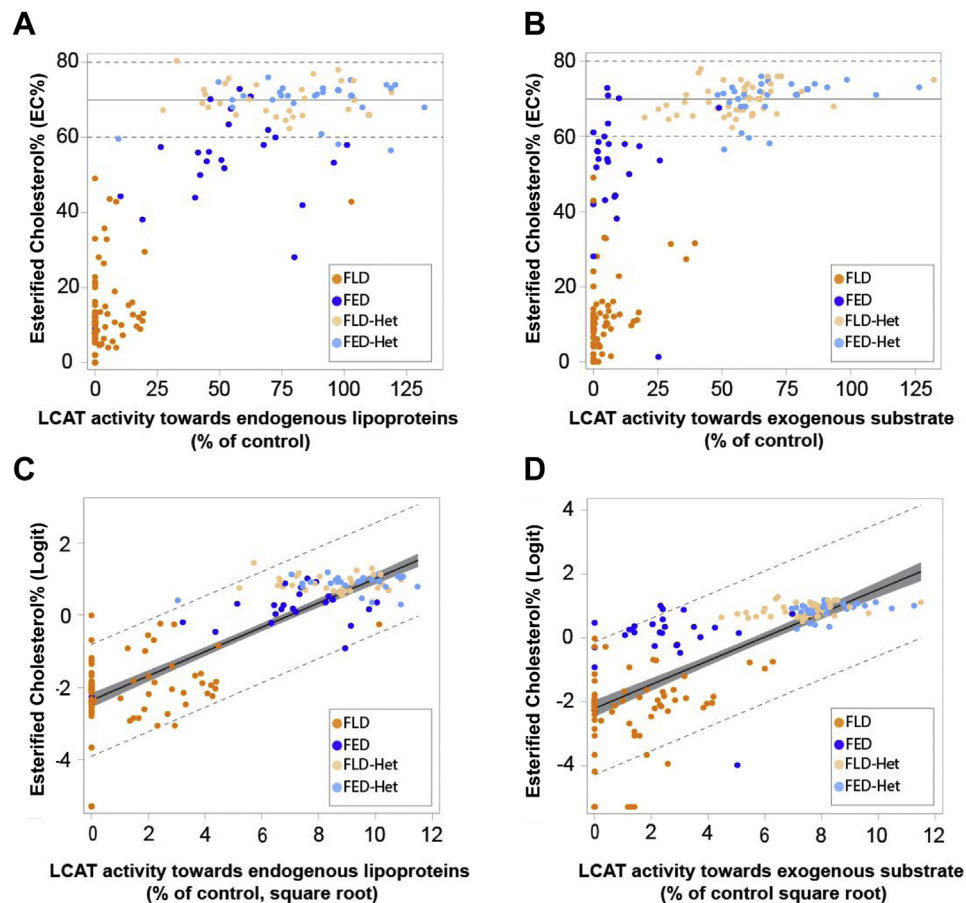 A
Esterified Cholesterol% (EC%)
80
60
40
20
0
FLD
FED
FLD-Het
FED-Het
0 25 50 75 100 125
LCAT activity towards endogenous lipoproteins
(% of control)
B
Esterified Cholesterol% (EC%)
80
60
40
20
0
FLD
FED
FLD-Het
FED-Het
0 25 50 75 100 125
LCAT activity towards exogenous substrate
(% of control)
C
Esterified Cholesterol% (Logit)
2
0
-2
-4
FLD
FED
FLD-Het
FED-Het
0 2 4 6 8 10 12
LCAT activity towards endogenous lipoproteins
(% of control, square root)
D
Esterified Cholesterol% (Logit)
4
2
0
-2
-4
FLD
FED
FLD-Het
FED-Het
0 2 4 6 8 10 12
LCAT activity towards exogenous substrate
(% of control square root)